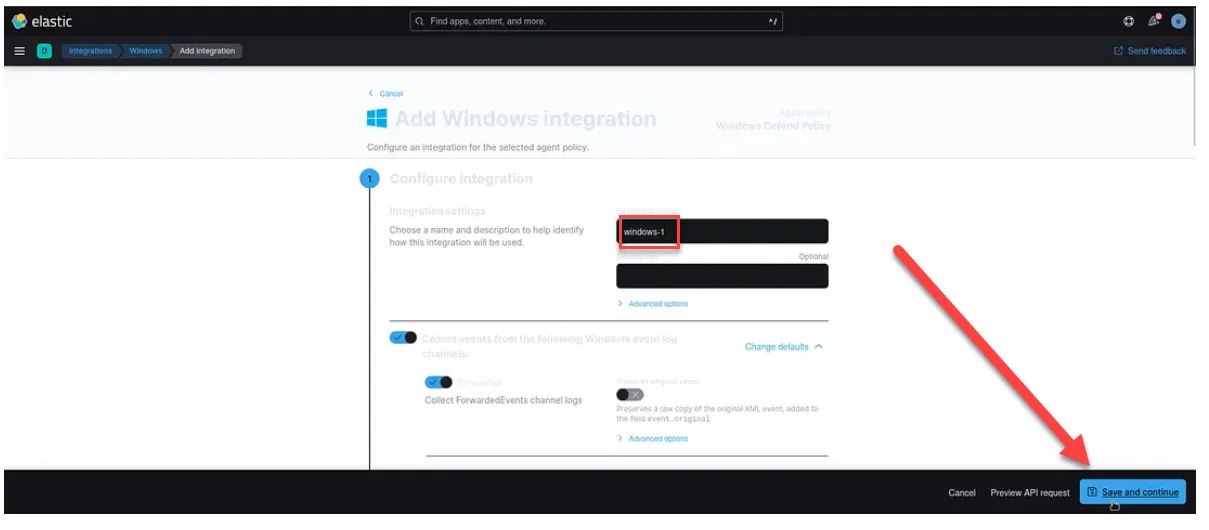 elastic
Find apps, content, and more.
^/
D
Integrations
Windows
Add integration
Send feedback
e
Cancel
Add Windows integration
Agent policy
Windows Defend Policy
Configure an integration for the selected agent policy.
1
Configure integration
Integration settings
Choose a name and description to help identify
how this integration will be used.
windows-1
Optional
Advanced options
Collect events from the following Windows event log
channels:
Change defaults
Forwarded
Collect ForwardedEvents channel logs
Preserve original event
Preserves a raw copy of the original XML event, added to
the field event.original
Advanced options
Cancel
Preview API request
Save and continue